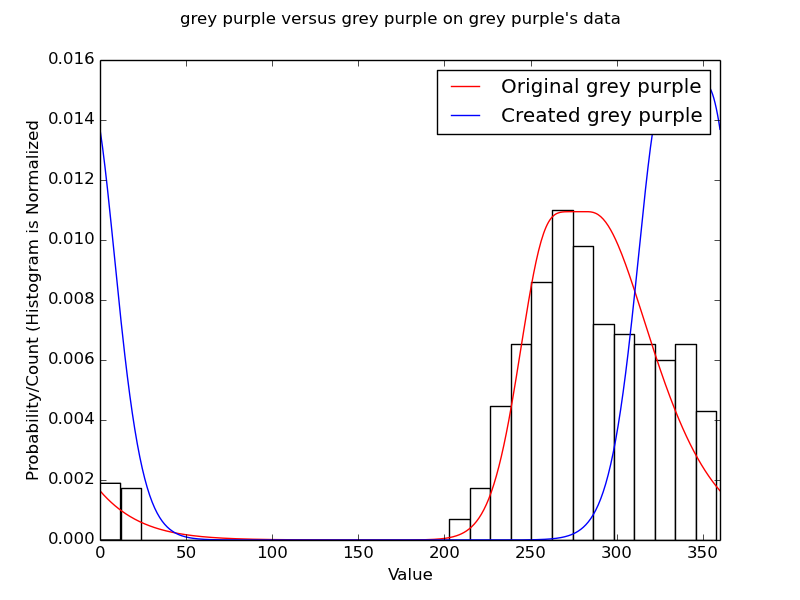 grey purple versus grey purple on grey purple's data
Probability/Count (Histogram is Normalized
0.016
0.014
0.012
0.010
0.008
0.006
0.004
0.002
0.000
Original grey purple
Created grey purple
0 50 100 150 200 250 300 350
Value